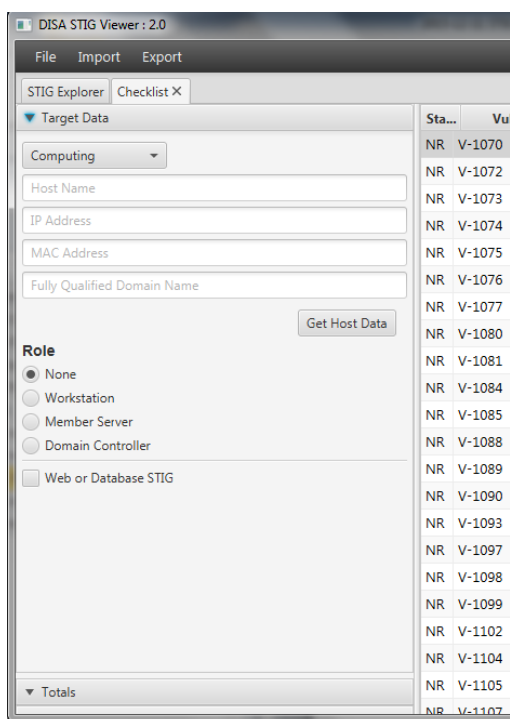 DISA STIG Viewer : 2.0
File Import Export
STIG Explorer Checklist ×
Target Data
Computing
Host Name
IP Address
MAC Address
Fully Qualified Domain Name
Get Host Data
Role
None
Workstation
Member Server
Domain Controller
Web or Database STIG
Totals
Sta... Vu
NR V-1070
NR V-1072
NR V-1073
NR V-1074
NR V-1075
NR V-1076
NR V-1077
NR V-1080
NR V-1081
NR V-1084
NR V-1085
NR V-1088
NR V-1089
NR V-1090
NR V-1093
NR V-1097
NR V-1098
NR V-1099
NR V-1102
NR V-1104
NR V-1105
NR V-1107